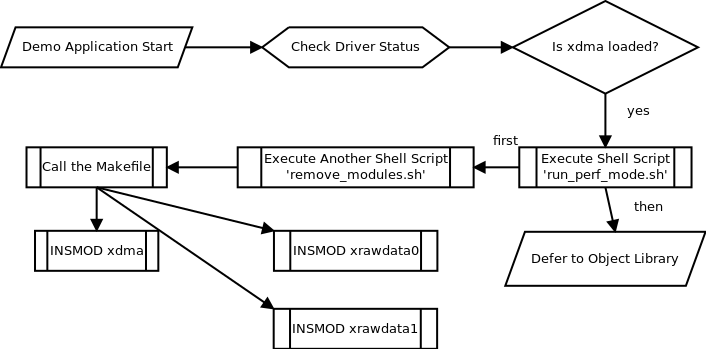 Demo Application Start
Check Driver Status
Is xdma loaded?
yes
first
Call the Makefile
Execute Another Shell Script
'remove_modules.sh'
Execute Shell Script
'run_perf_mode.sh'
then
INSMOD xdma
INSMOD xrawdata0
Defer to Object Library
INSMOD xrawdata1